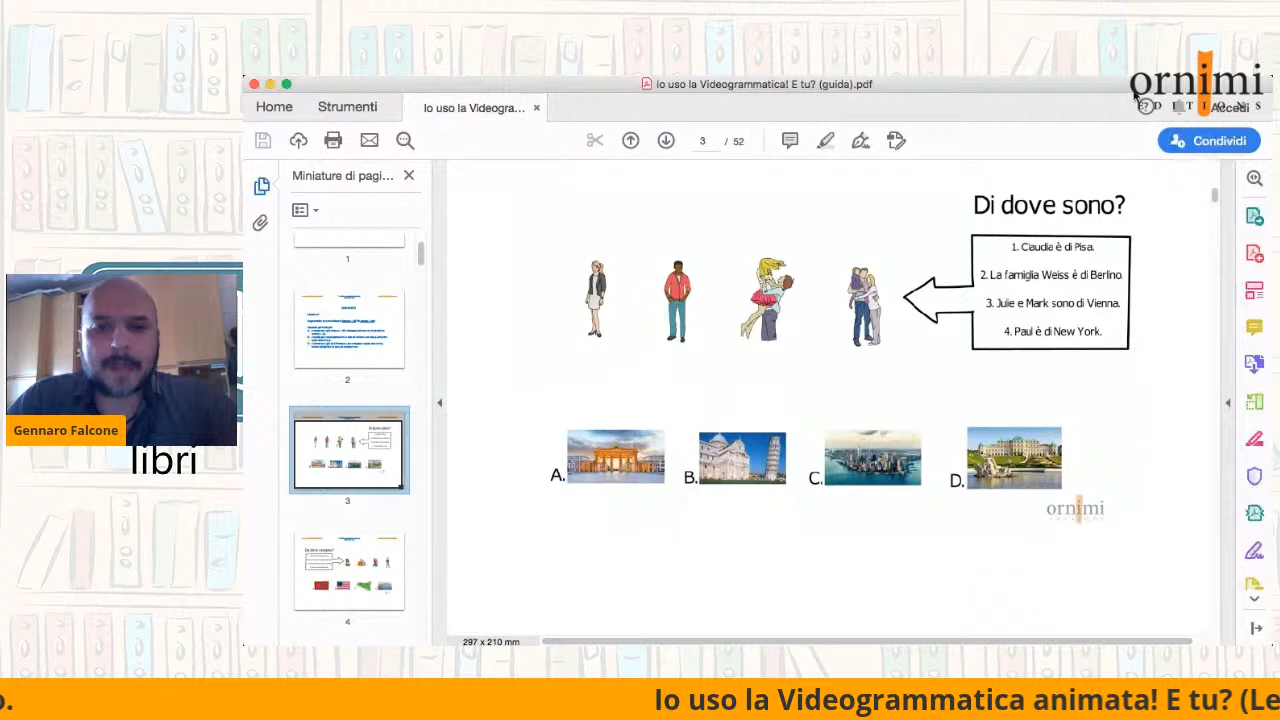 Io uso la Videogrammatica! E tu? (guida).pdf
ornimi
EDITIONS
Home
Strumenti
Io uso la Videogra...
Accedi
3 / 52
Condividi
Miniature di pagi...
1
2
3
4
Di dove sono?
1. Claudia è di Pisa.
2. La famiglia Weiss è di Berlino.
3. Julie e Mark sono di Vienna.
4. Paul è di New York.
A.
B.
C.
D.
ornimi
297 x 210 mm
Gennaro Falcone
libri
o.
Io uso la Videogrammatica animata! E tu? (Le